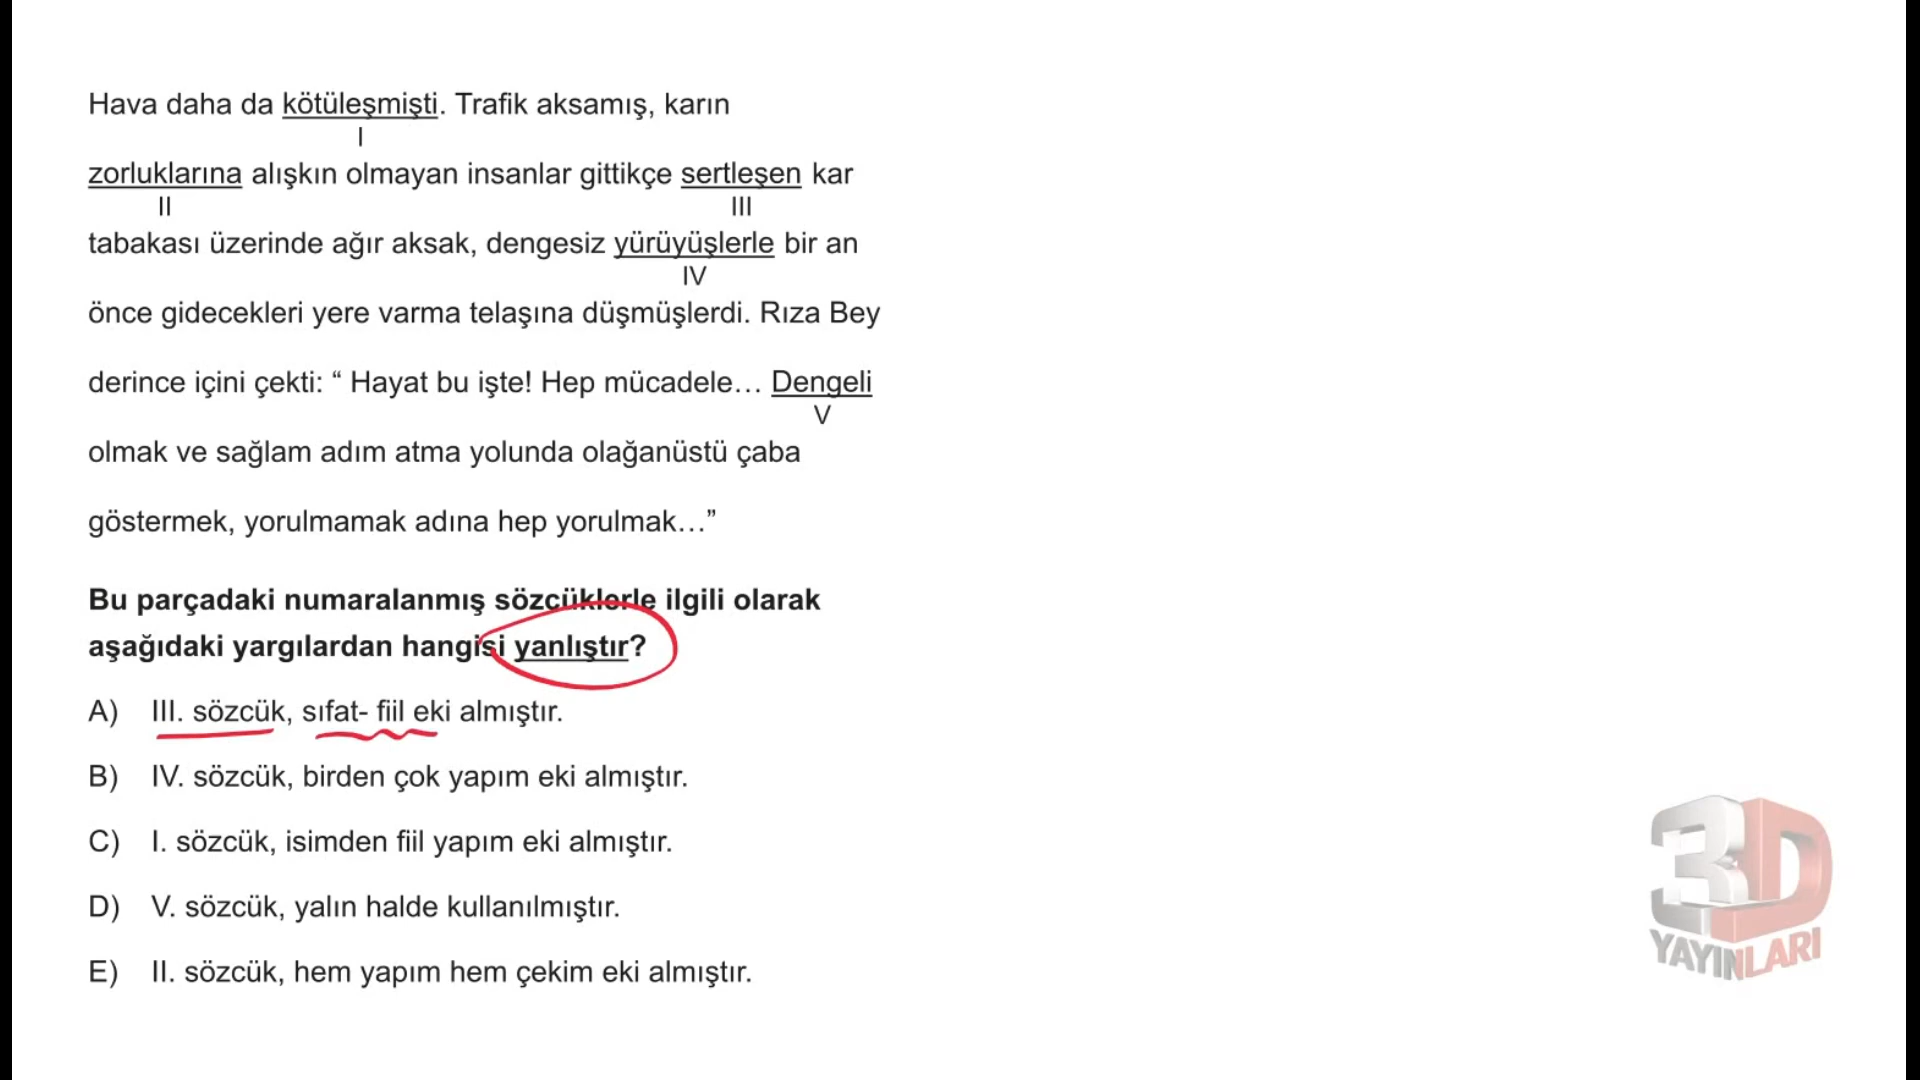 Hava daha da kötüleşmişti. Trafik aksamış, karın
I
zorluklarına alışkın olmayan insanlar gittikçe sertleşen kar
II III
tabakası üzerinde ağır aksak, dengesiz yürüyüşlerle bir an
IV
önce gidecekleri yere varma telaşına düşmüşlerdi. Rıza Bey
derince içini çekti: “ Hayat bu işte! Hep mücadele… Dengeli
V
olmak ve sağlam adım atma yolunda olağanüstü çaba
göstermek, yorulmamak adına hep yorulmak…”
Bu parçadaki numaralanmış sözcüklerle ilgili olarak
aşağıdaki yargılardan hangisi yanlıştır?
A) III. sözcük, sıfat- fiil eki almıştır.
B) IV. sözcük, birden çok yapım eki almıştır.
C) I. sözcük, isimden fiil yapım eki almıştır.
D) V. sözcük, yalın halde kullanılmıştır.
E) II. sözcük, hem yapım hem çekim eki almıştır.
3D
YAYINLARI